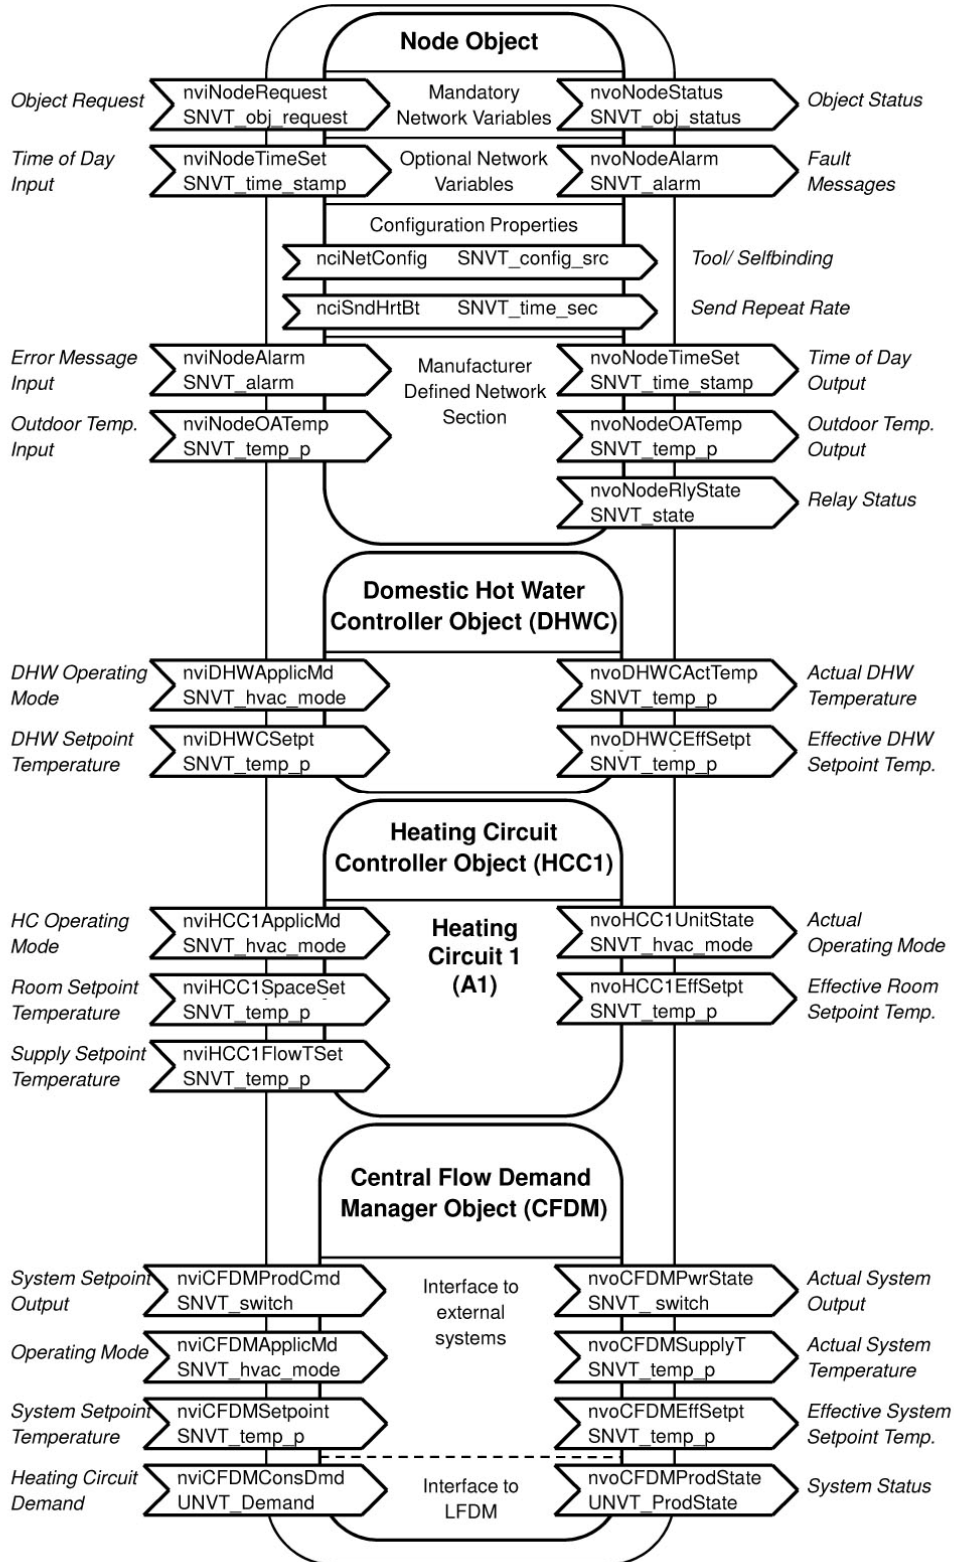 Node Object
Object Request
nviNodeRequest
SNVT_obj_request
Mandatory
Network Variables
nvoNodeStatus
SNVT_obj_status
Object Status
Time of Day
Input
nviNodeTimeSet
SNVT_time_stamp
Optional Network
Variables
nvoNodeAlarm
SNVT_alarm
Fault
Messages
Configuration Properties
nciNetConfig SNVT_config_src
Tool/ Selfbinding
nciSndHrtBt SNVT_time_sec
Send Repeat Rate
Error Message
Input
nviNodeAlarm
SNVT_alarm
Manufacturer
Defined Network
Section
nvoNodeTimeSet
SNVT_time_stamp
Time of Day
Output
Outdoor Temp.
Input
nviNodeOATemp
SNVT_temp_p
nvoNodeOATemp
SNVT_temp_p
Outdoor Temp.
Output
nvoNodeRlyState
SNVT_state
Relay Status
Domestic Hot Water
Controller Object (DHWC)
DHW Operating
Mode
nviDHWApplicMd
SNVT_hvac_mode
nvoDHWCActTemp
SNVT_temp_p
Actual DHW
Temperature
DHW Setpoint
Temperature
nviDHWCSetpt
SNVT_temp_p
nvoDHWCEffSetpt
SNVT_temp_p
Effective DHW
Setpoint Temp.
Heating Circuit
Controller Object (HCC1)
HC Operating
Mode
nviHCC1ApplicMd
SNVT_hvac_mode
Heating
Circuit 1
(A1)
nvoHCC1UnitState
SNVT_hvac_mode
Actual
Operating Mode
Room Setpoint
Temperature
nviHCC1SpaceSet
SNVT_temp_p
nvoHCC1EffSetpt
SNVT_temp_p
Effective Room
Setpoint Temp.
Supply Setpoint
Temperature
nviHCC1FlowTSet
SNVT_temp_p
Central Flow Demand
Manager Object (CFDM)
System Setpoint
Output
nviCFDMProdCmd
SNVT_switch
Interface to
external
systems
nvoCFDMPwrState
SNVT_ switch
Actual System
Output
Operating Mode
nviCFDMApplicMd
SNVT_hvac_mode
nvoCFDMSupplyT
SNVT_temp_p
Actual System
Temperature
System Setpoint
Temperature
nviCFDMSetpoint
SNVT_temp_p
nvoCFDMEffSetpt
SNVT_temp_p
Effective System
Setpoint Temp.
Heating Circuit
Demand
nviCFDMConsDmd
UNVT_Demand
Interface to
LFDM
nvoCFDMProdState
UNVT_ProdState
System Status